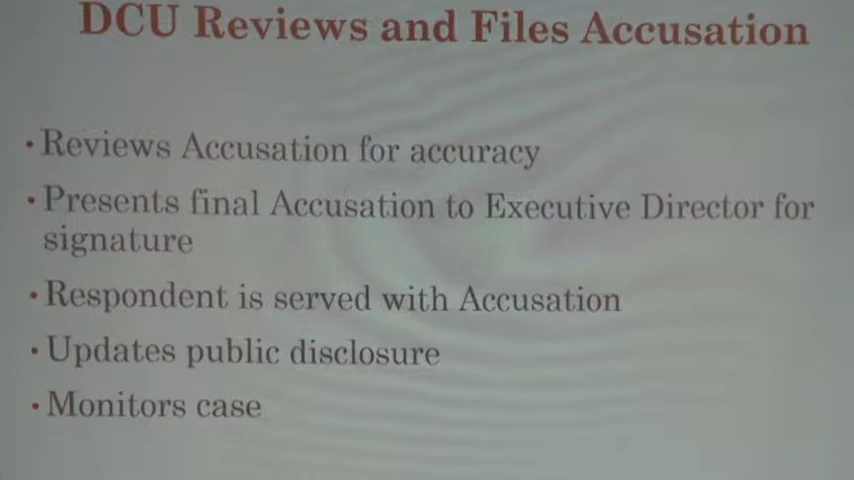 DCU Reviews and Files Accusation
• Reviews Accusation for accuracy
• Presents final Accusation to Executive Director for
signature
• Respondent is served with Accusation
• Updates public disclosure
• Monitors case